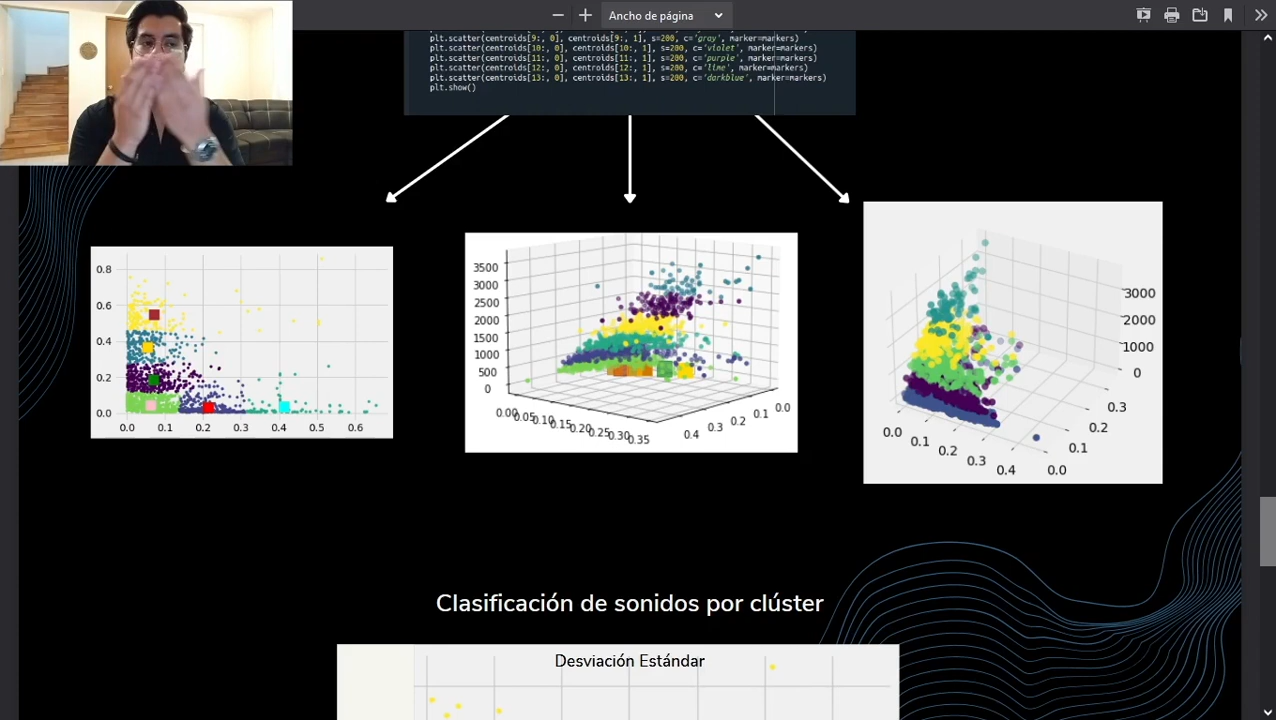 Ancho de página
plt.scatter(centroids[9:, 0], centroids[9:, 1], s=200, c='gray', marker=markers)
plt.scatter(centroids[10:, 0], centroids[10:, 1], s=200, c='violet', marker=markers)
plt.scatter(centroids[11:, 0], centroids[11:, 1], s=200, c='purple', marker=markers)
plt.scatter(centroids[12:, 0], centroids[12:, 1], s=200, c='lime', marker=markers)
plt.scatter(centroids[13:, 0], centroids[13:, 1], s=200, c='darkblue', marker=markers)
plt.show()
0.8
0.6
0.4
0.2
0.0
0.0 0.1 0.2 0.3 0.4 0.5 0.6
3500
3000
2500
2000
1500
1000
500
0
0.00 0.05 0.10 0.15 0.20 0.25 0.30 0.35
0.4 0.3 0.2 0.1 0.0
3000
2000
1000
0
0.0 0.1 0.2 0.3 0.4
0.0 0.1 0.2 0.3
Clasificación de sonidos por clúster
Desviación Estándar